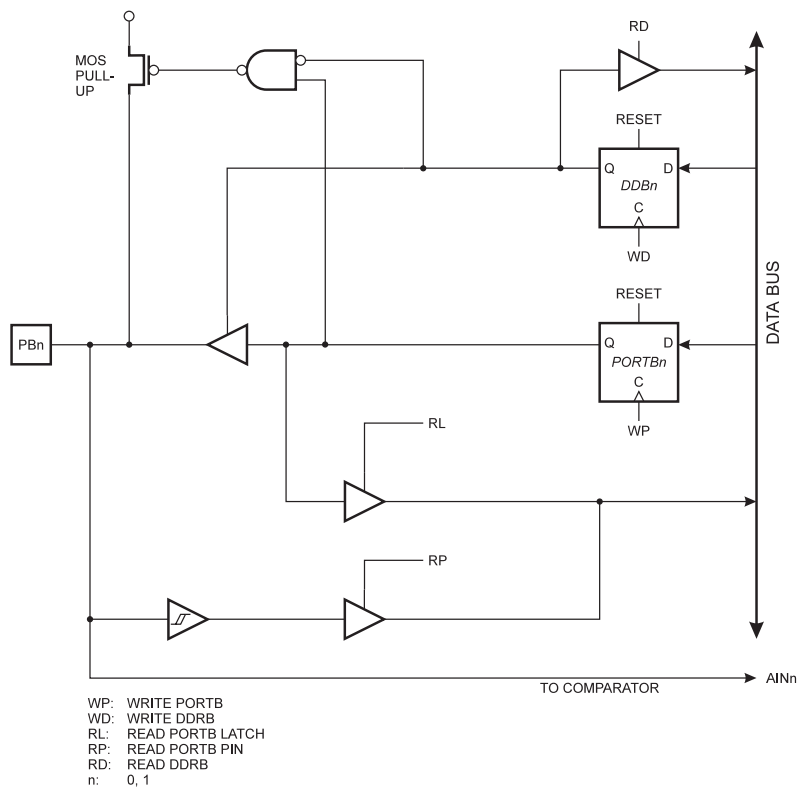 RD
MOS
PULL-
UP
RESET
Q
D
DDBn
C
WD
DATA BUS
RESET
PBn
Q
D
PORTBn
C
WP
RL
RP
TO COMPARATOR
AINn
WP: WRITE PORTB
WD: WRITE DDRB
RL: READ PORTB LATCH
RP: READ PORTB PIN
RD: READ DDRB
n: 0, 1